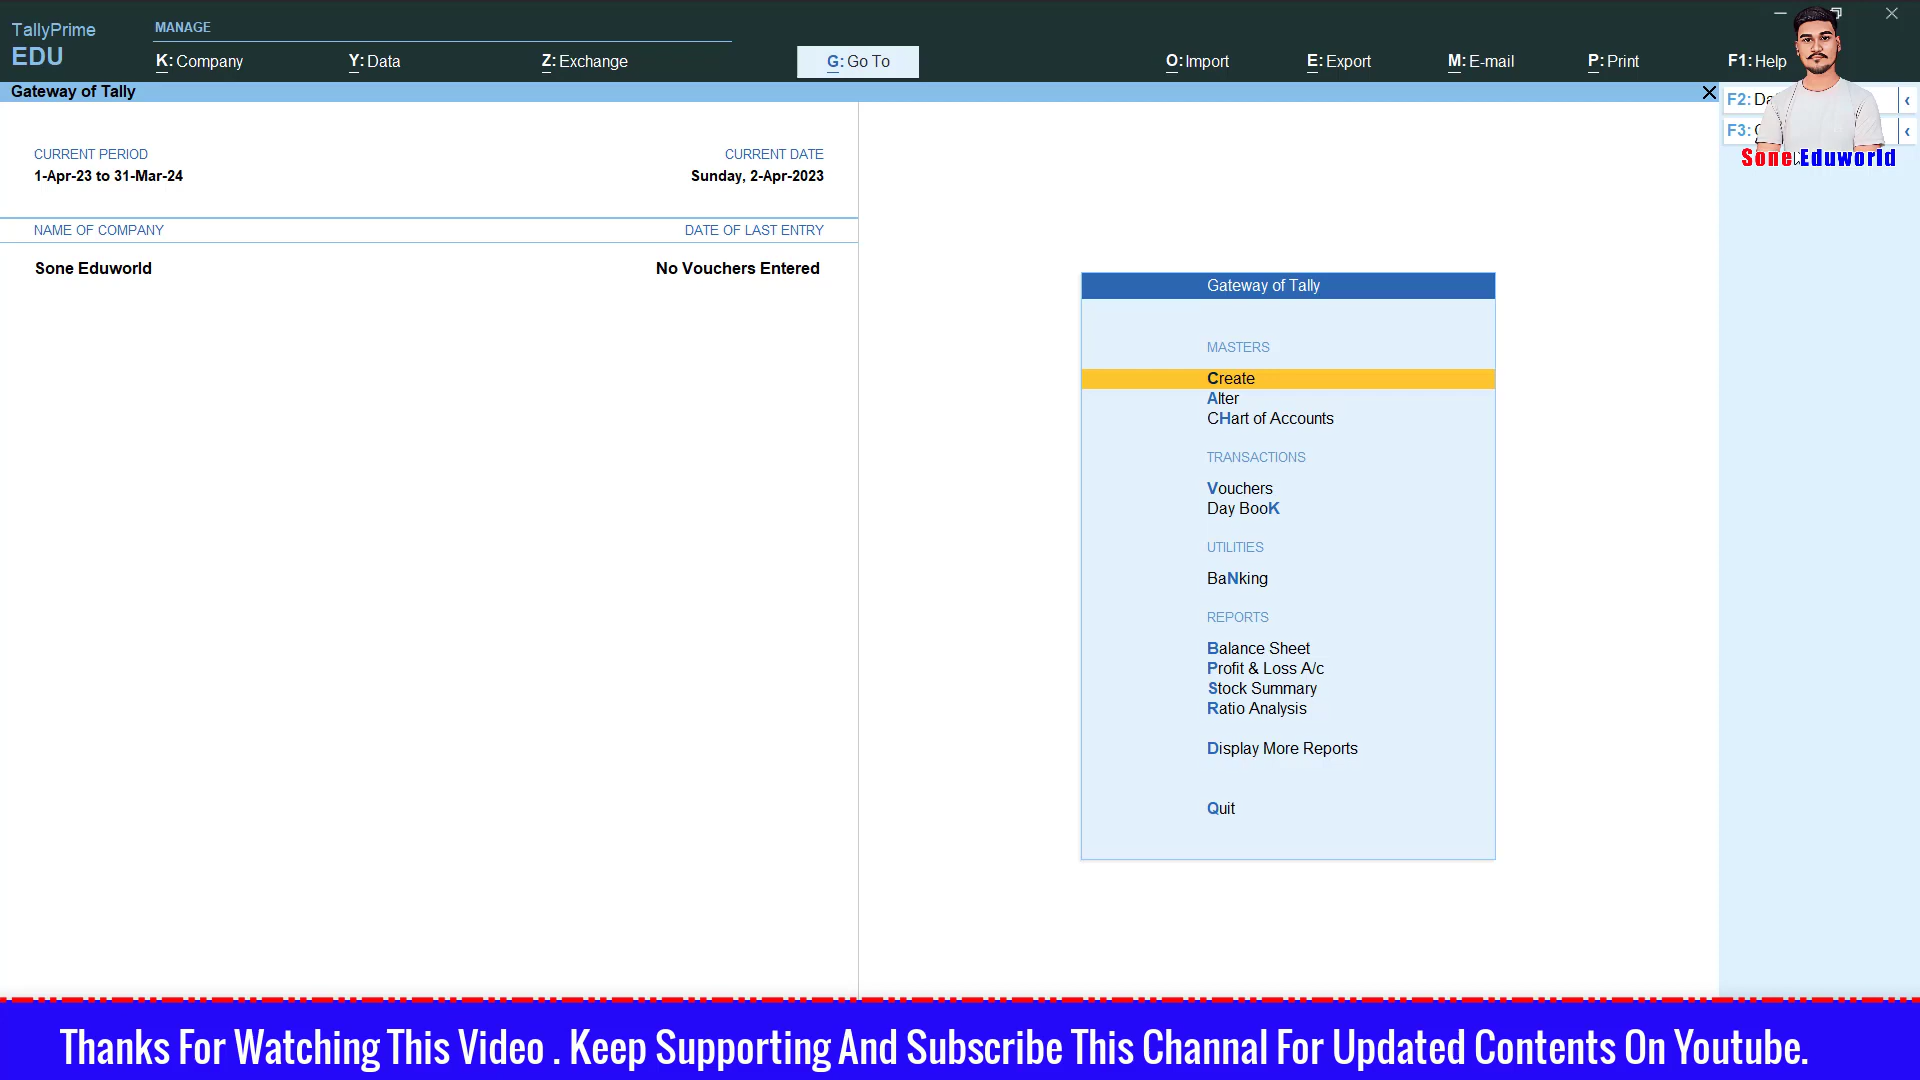 TallyPrime
EDU
MANAGE
K: Company
Y: Data
Z: Exchange
G: Go To
O: Import
E: Export
M: E-mail
P: Print
F1: Help
Gateway of Tally
F2: Da
F3:
Sone Eduworld
CURRENT PERIOD
CURRENT DATE
1-Apr-23 to 31-Mar-24
Sunday, 2-Apr-2023
NAME OF COMPANY
DATE OF LAST ENTRY
Sone Eduworld
No Vouchers Entered
Gateway of Tally
MASTERS
Create
Alter
CHart of Accounts
TRANSACTIONS
Vouchers
Day BooK
UTILITIES
BaNking
REPORTS
Balance Sheet
Profit & Loss A/c
Stock Summary
Ratio Analysis
Display More Reports
Quit
Thanks For Watching This Video . Keep Supporting And Subscribe This Channal For Updated Contents On Youtube.